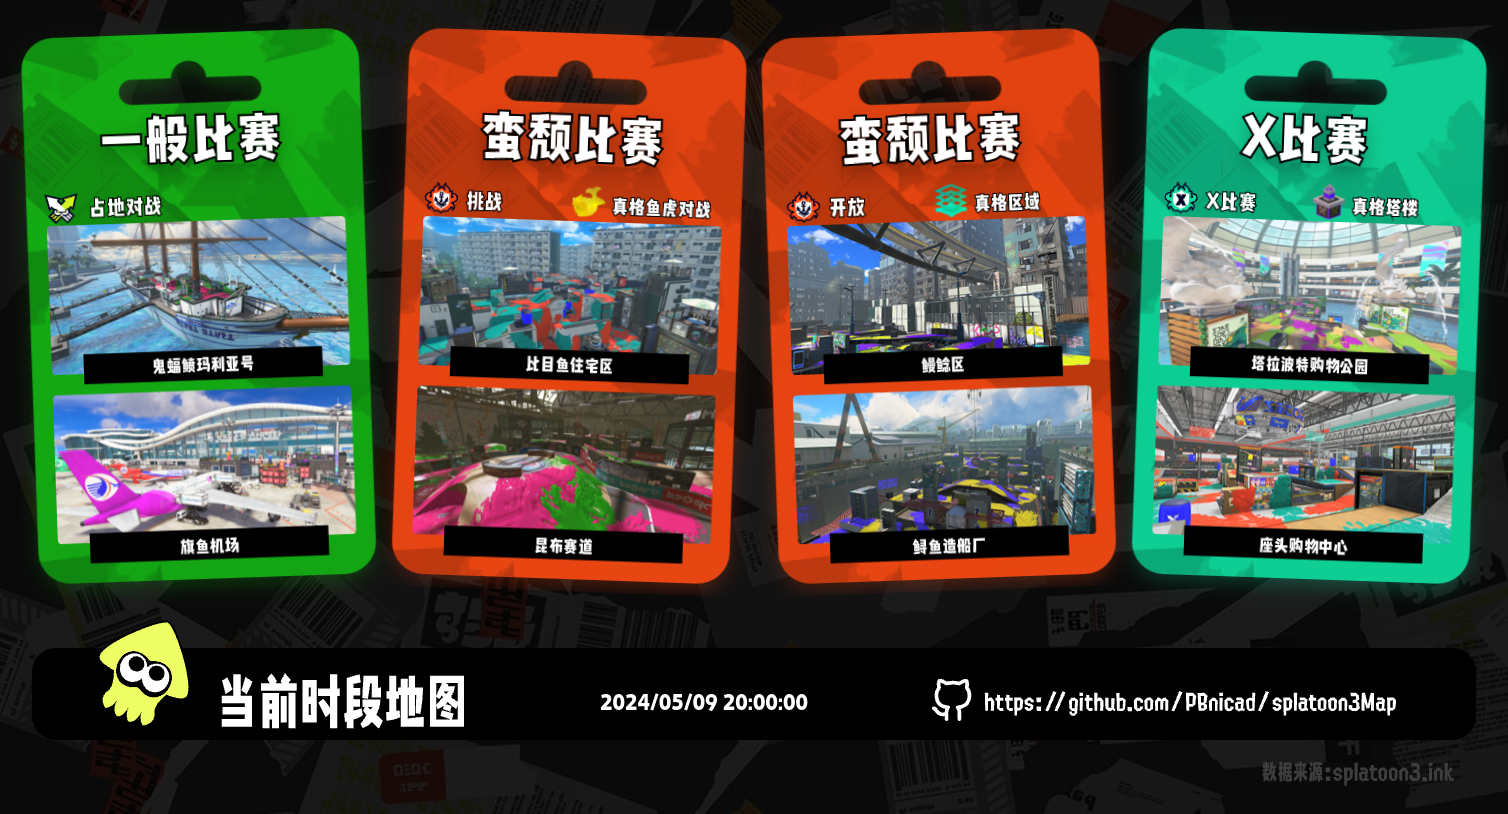 一般比赛
占地对战
鬼蝠鲼玛利亚号
旗鱼机场
蛮颓比赛
挑战
真格鱼虎对战
比目鱼住宅区
昆布赛道
蛮颓比赛
开放
真格区域
鳗鲶区
鲟鱼造船厂
X比赛
X比赛
真格塔楼
塔拉波特购物公园
座头购物中心
当前时段地图
2024/05/09 20:00:00
https://github.com/PBnicad/splatoon3Map
数据来源:splatoon3.ink